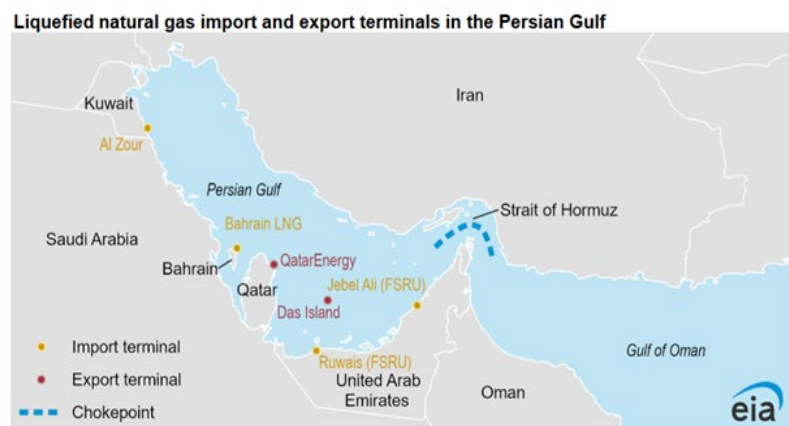 Liquefied natural gas import and export terminals in the Persian Gulf
Kuwait
Iran
Al Zour
Persian Gulf
Strait of Hormuz
Bahrain LNG
Saudi Arabia
Bahrain
QatarEnergy
Qatar
Jebel Ali (FSRU)
Das Island
Import terminal
Gulf of Oman
Ruwais (FSRU)
Export terminal
United Arab
Emirates
Oman
Chokepoint
eia